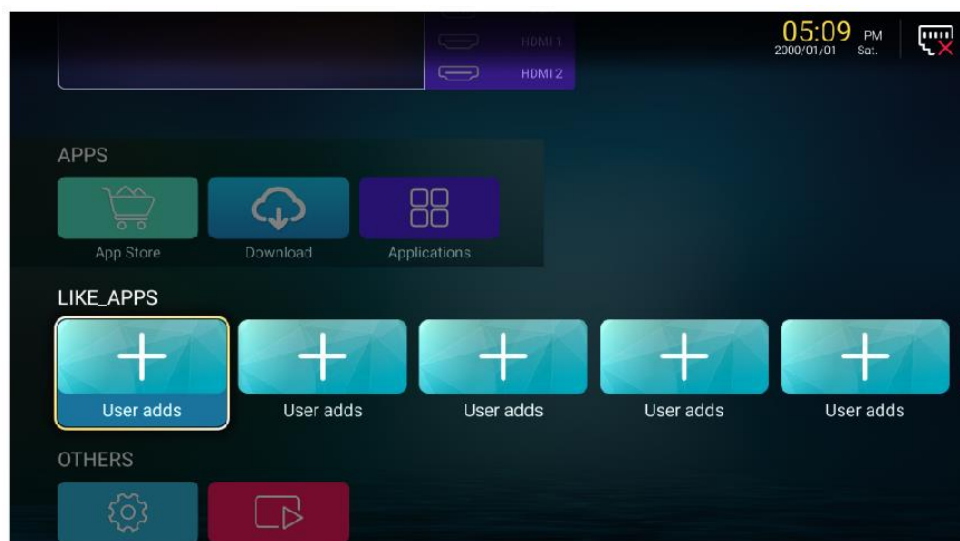 05:09 PM
2000/01/01 Sat.
HDMI 1
HDMI 2
APPS
App Store Download Applications
LIKE_APPS
User adds User adds User adds User adds User adds
OTHERS